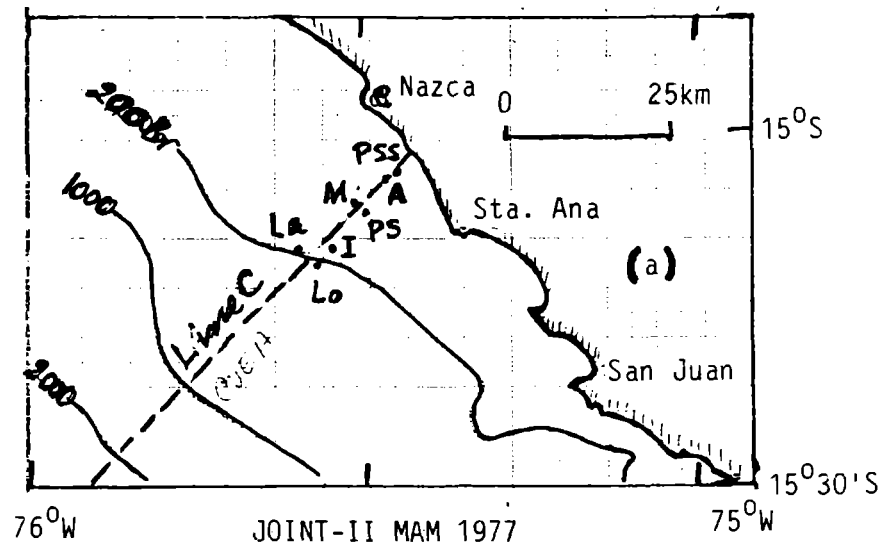 Nazca
0 25km
200
15°S
PSS
1000
M
A
Sta. Ana
La
PS
I
(a)
Lo
Line C
San Juan
2000
15°30'S
76°W
JOINT-II MAM 1977
75°W